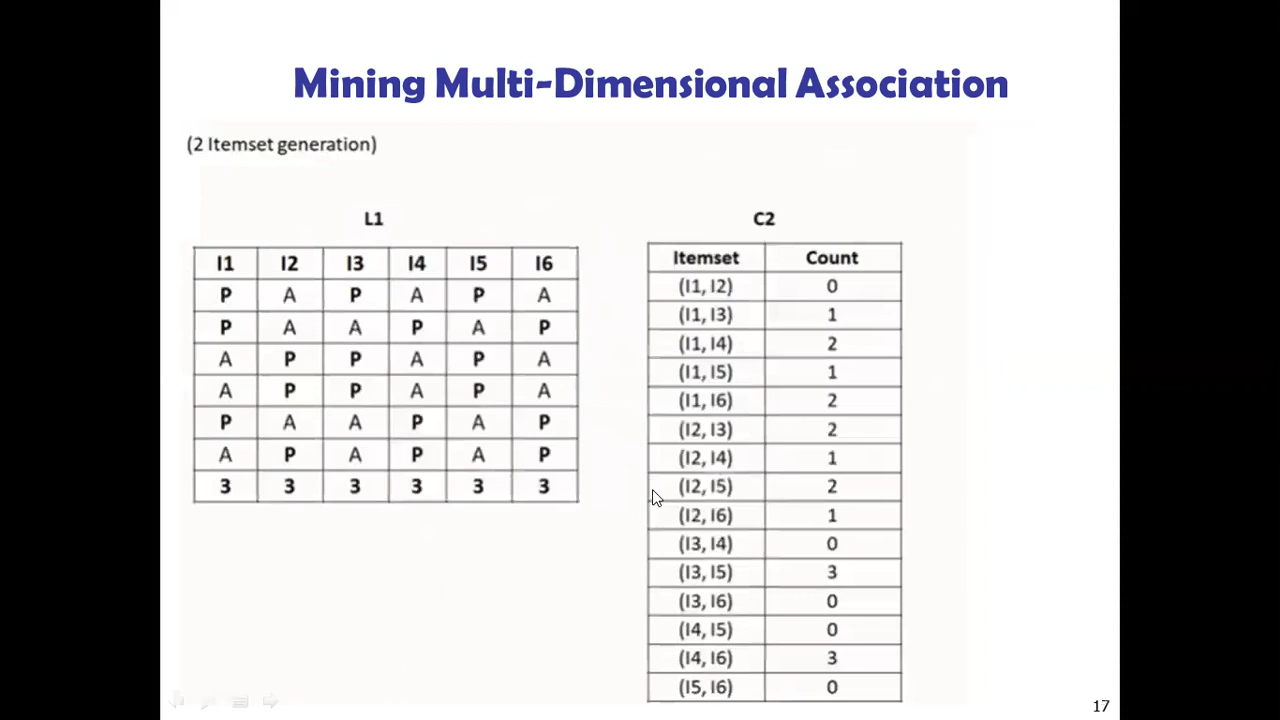 Mining Multi-Dimensional Association
(2 Itemset generation)
L1
I1 I2 I3 I4 I5 I6
P A P A P A
P A A P A P
A P P A P A
A P P A P A
P A A P A P
A P A P A P
3 3 3 3 3 3
C2
Itemset Count
(I1, I2) 0
(I1, I3) 1
(I1, I4) 2
(I1, I5) 1
(I1, I6) 2
(I2, I3) 2
(I2, I4) 1
(I2, I5) 2
(I2, I6) 1
(I3, I4) 0
(I3, I5) 3
(I3, I6) 0
(I4, I5) 0
(I4, I6) 3
(I5, I6) 0
17